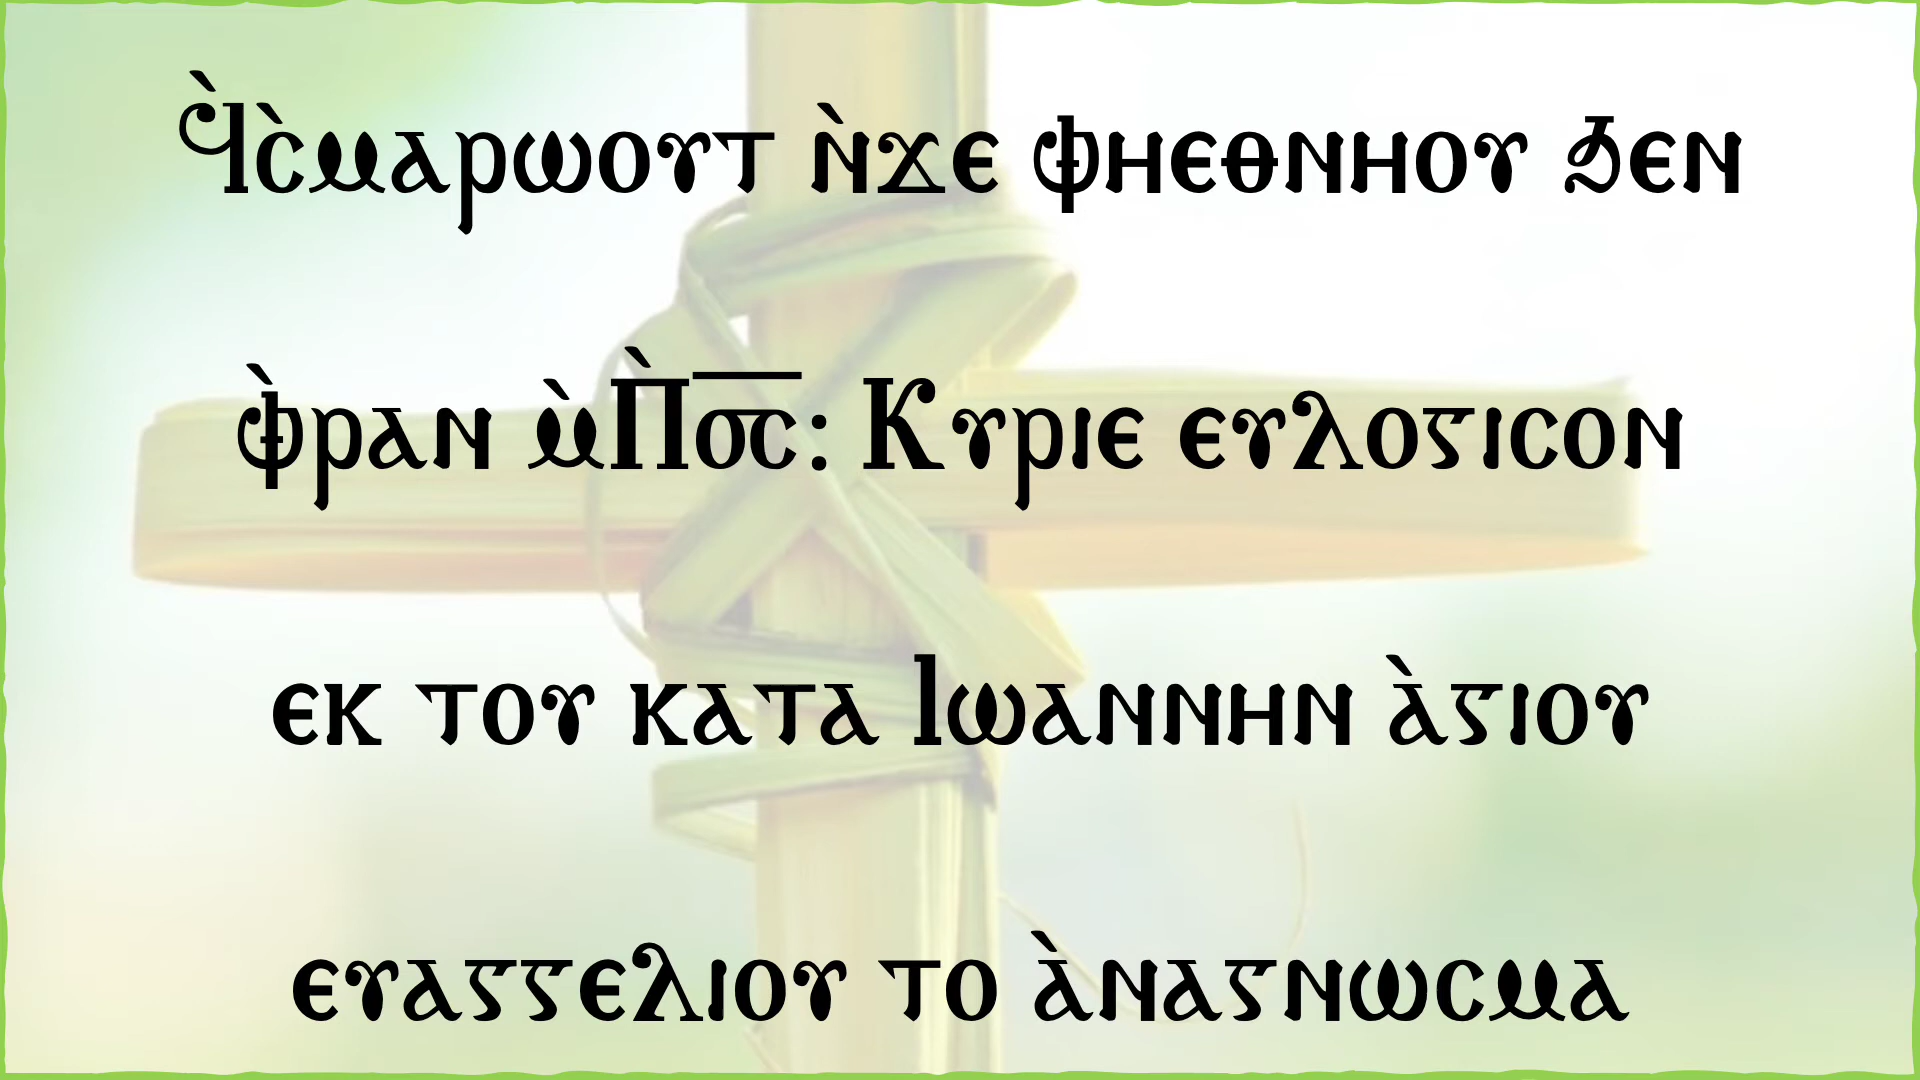 Ϥ̀ⲥ̀ⲙⲁⲣⲱⲟⲩⲧ ⲛ̀ϫⲉ ⲫⲏⲉⲑⲛⲏⲟⲩ ϧⲉⲛ
ⲫ̀ⲣⲁⲛ ⲙ̀Ⲡ̀ⲟ̅ⲥ̅: Ⲕⲩⲣⲓⲉ ⲉⲩⲗⲟⲅⲓⲥⲟⲛ
ⲉⲕ ⲧⲟⲩ ⲕⲁⲧⲁ Ⲓⲱⲁⲛⲛⲏⲛ ⲁ̀ⲅⲓⲟⲩ
ⲉⲩⲁⲅⲅⲉⲗⲓⲟⲩ ⲧⲟ ⲁ̀ⲛⲁⲅⲛⲱⲥⲙⲁ